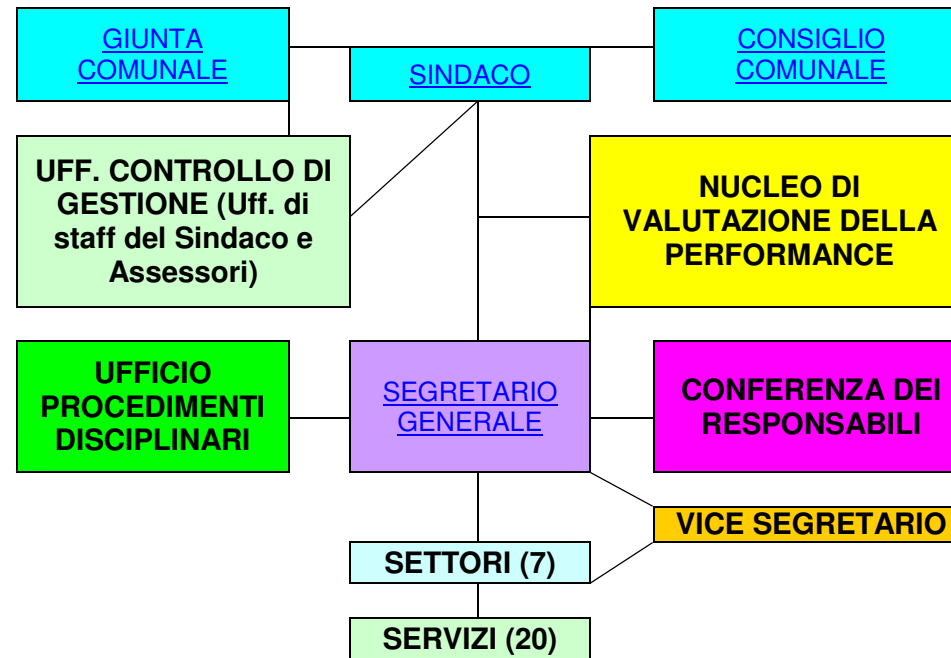 GIUNTA
COMUNALE
SINDACO
CONSIGLIO
COMUNALE
UFF. CONTROLLO DI
GESTIONE (Uff. di
staff del Sindaco e
Assessori)
NUCLEO DI
VALUTAZIONE DELLA
PERFORMANCE
UFFICIO
PROCEDIMENTI
DISCIPLINARI
SEGRETARIO
GENERALE
CONFERENZA DEI
RESPONSABILI
VICE SEGRETARIO
SETTORI (7)
SERVIZI (20)